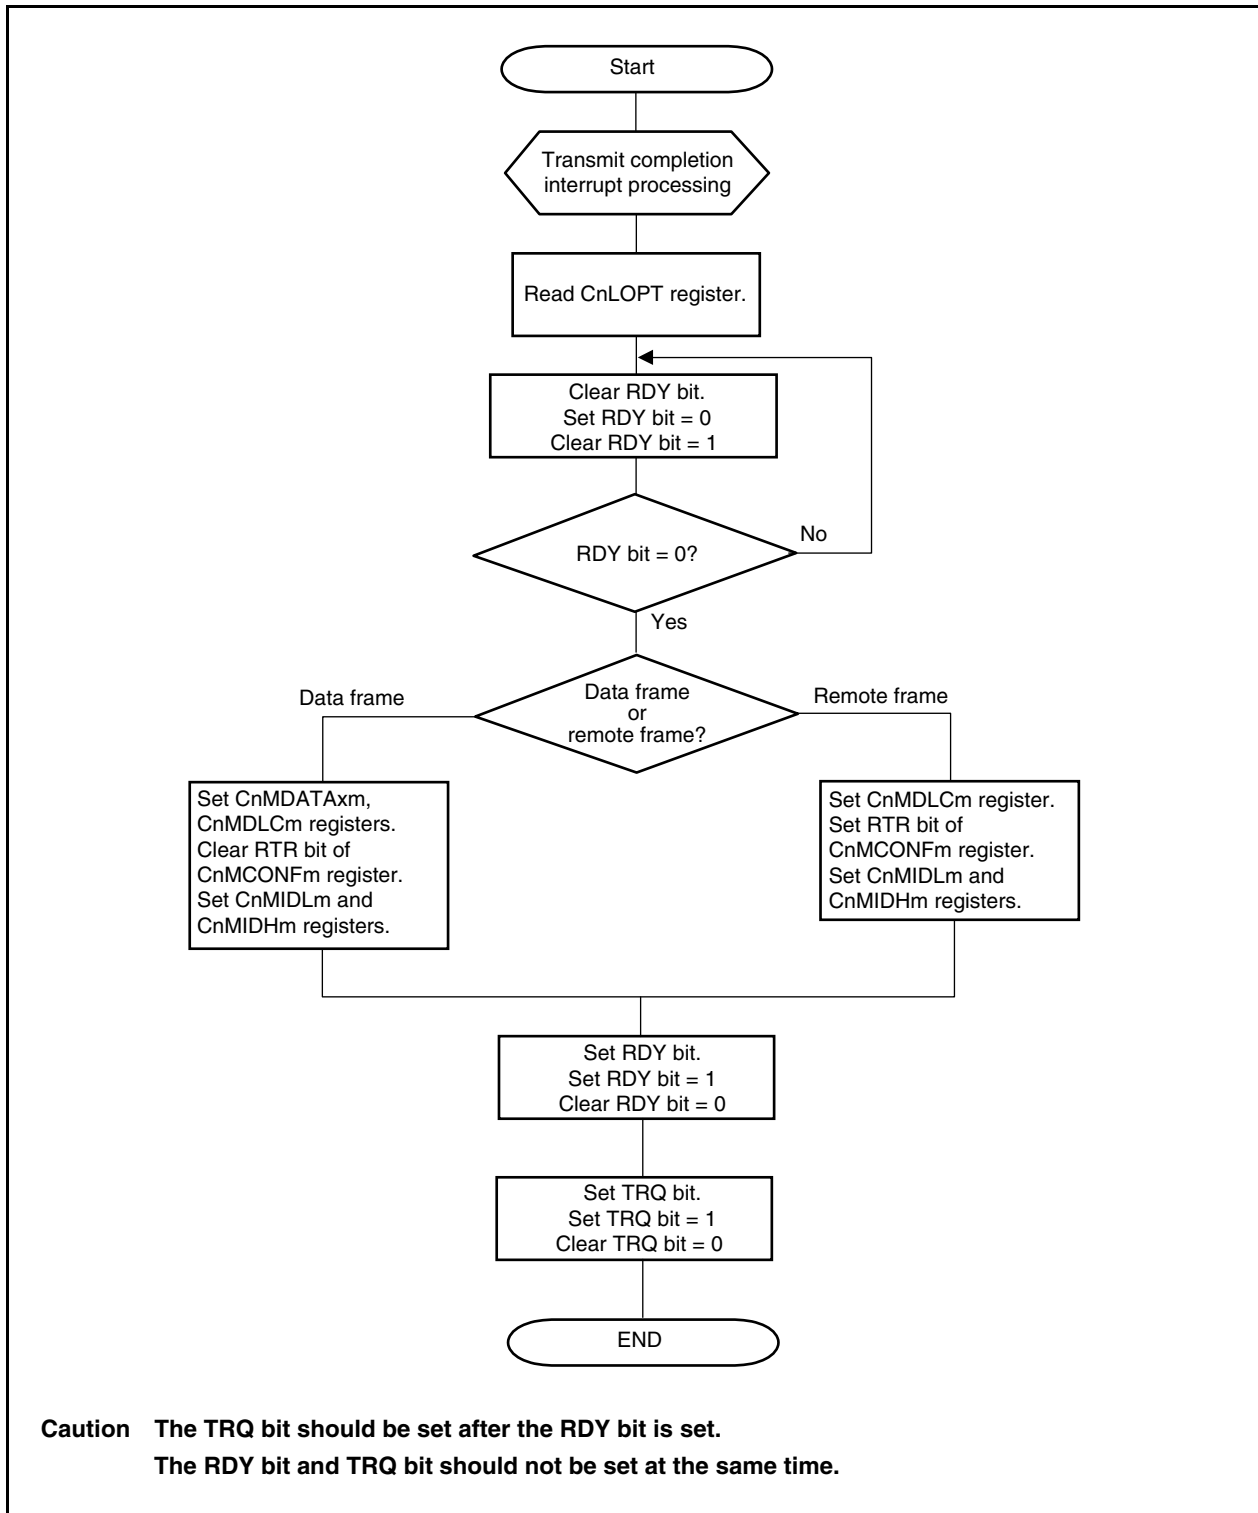 Start
Transmit completion
interrupt processing
Read CnLOPT register.
Clear RDY bit.
Set RDY bit = 0
Clear RDY bit = 1
No
RDY bit = 0?
Yes
Data frame
Data frame
or
remote frame?
Remote frame
Set CnMDATAxm,
CnMDLCm registers.
Clear RTR bit of
CnMCONFm register.
Set CnMIDLm and
CnMIDHm registers.
Set CnMDLCm register.
Set RTR bit of
CnMCONFm register.
Set CnMIDLm and
CnMIDHm registers.
Set RDY bit.
Set RDY bit = 1
Clear RDY bit = 0
Set TRQ bit.
Set TRQ bit = 1
Clear TRQ bit = 0
END
Caution The TRQ bit should be set after the RDY bit is set.
The RDY bit and TRQ bit should not be set at the same time.